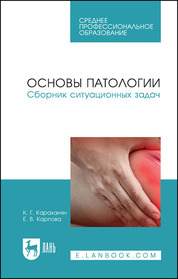 СРЕДНЕЕ
ПРОФЕССИОНАЛЬНОЕ
ОБРАЗОВАНИЕ
ОСНОВЫ ПАТОЛОГИИ
Сборник ситуационных задач
К. Г. Караханян
Е. В. Карпова
ЛАНЬ
E.LANBOOK.COM